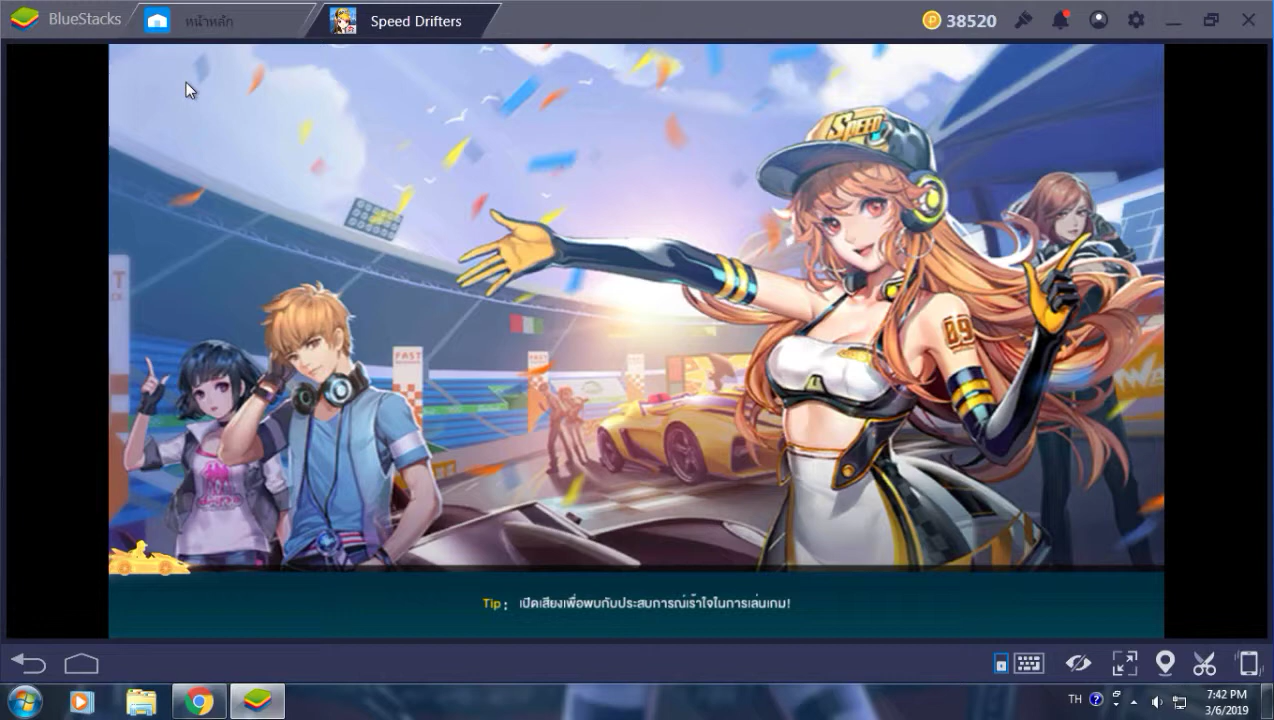 BlueStacks
หน้าหลัก
Speed Drifters
38520
SPEED
09
FAST
Tip : เปิดเสียงเพื่อพบกับประสบการณ์เร้าใจในการเล่นเกม!
TH
7:42 PM
3/6/2019